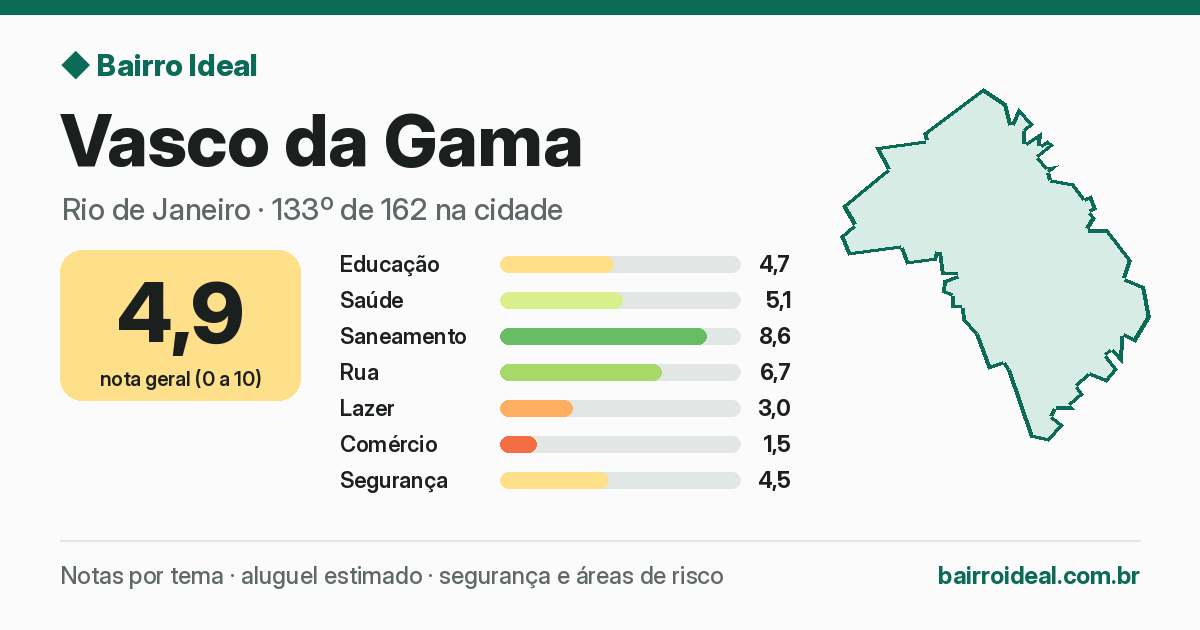 Bairro Ideal
Vasco da Gama
Rio de Janeiro · 133º de 162 na cidade
4,9
nota geral (0 a 10)
Educação 4,7
Saúde 5,1
Saneamento 8,6
Rua 6,7
Lazer 3,0
Comércio 1,5
Segurança 4,5
Notas por tema · aluguel estimado · segurança e áreas de risco
bairroideal.com.br